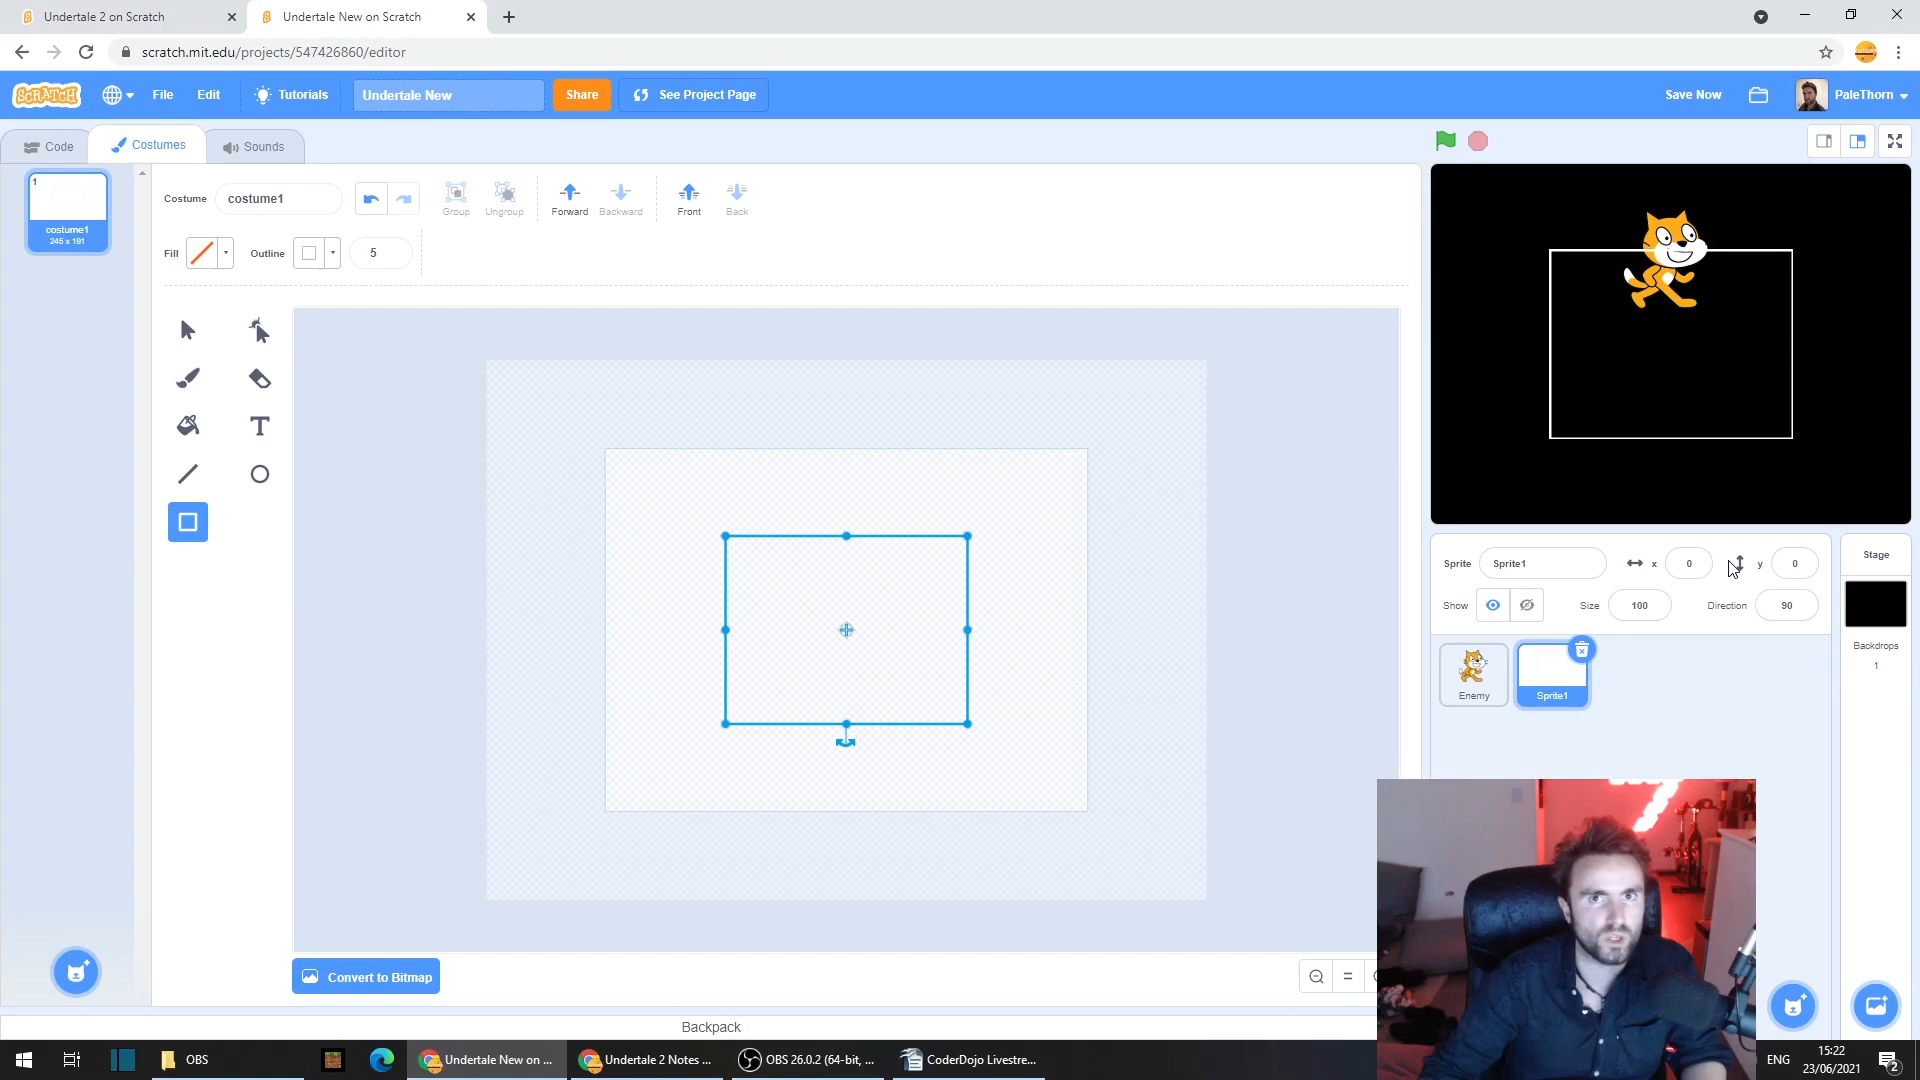 Undertale 2 on Scratch
Undertale New on Scratch
scratch.mit.edu/projects/547426860/editor
SCRATCH
File
Edit
Tutorials
Undertale New
Share
See Project Page
Save Now
PaleThorn
Code
Costumes
Sounds
1
costume1
245 x 191
Costume
costume1
Group
Ungroup
Forward
Backward
Front
Back
Fill
Outline
5
T
Convert to Bitmap
Backpack
Sprite
Sprite1
x
0
y
0
Show
Size
100
Direction
90
Enemy
Sprite1
Stage
Backdrops
1
Undertale New on ...
Undertale 2 Notes ...
OBS
OBS 26.0.2 (64-bit, ...
CoderDojo Livestre...
ENG
15:22
23/06/2021
2